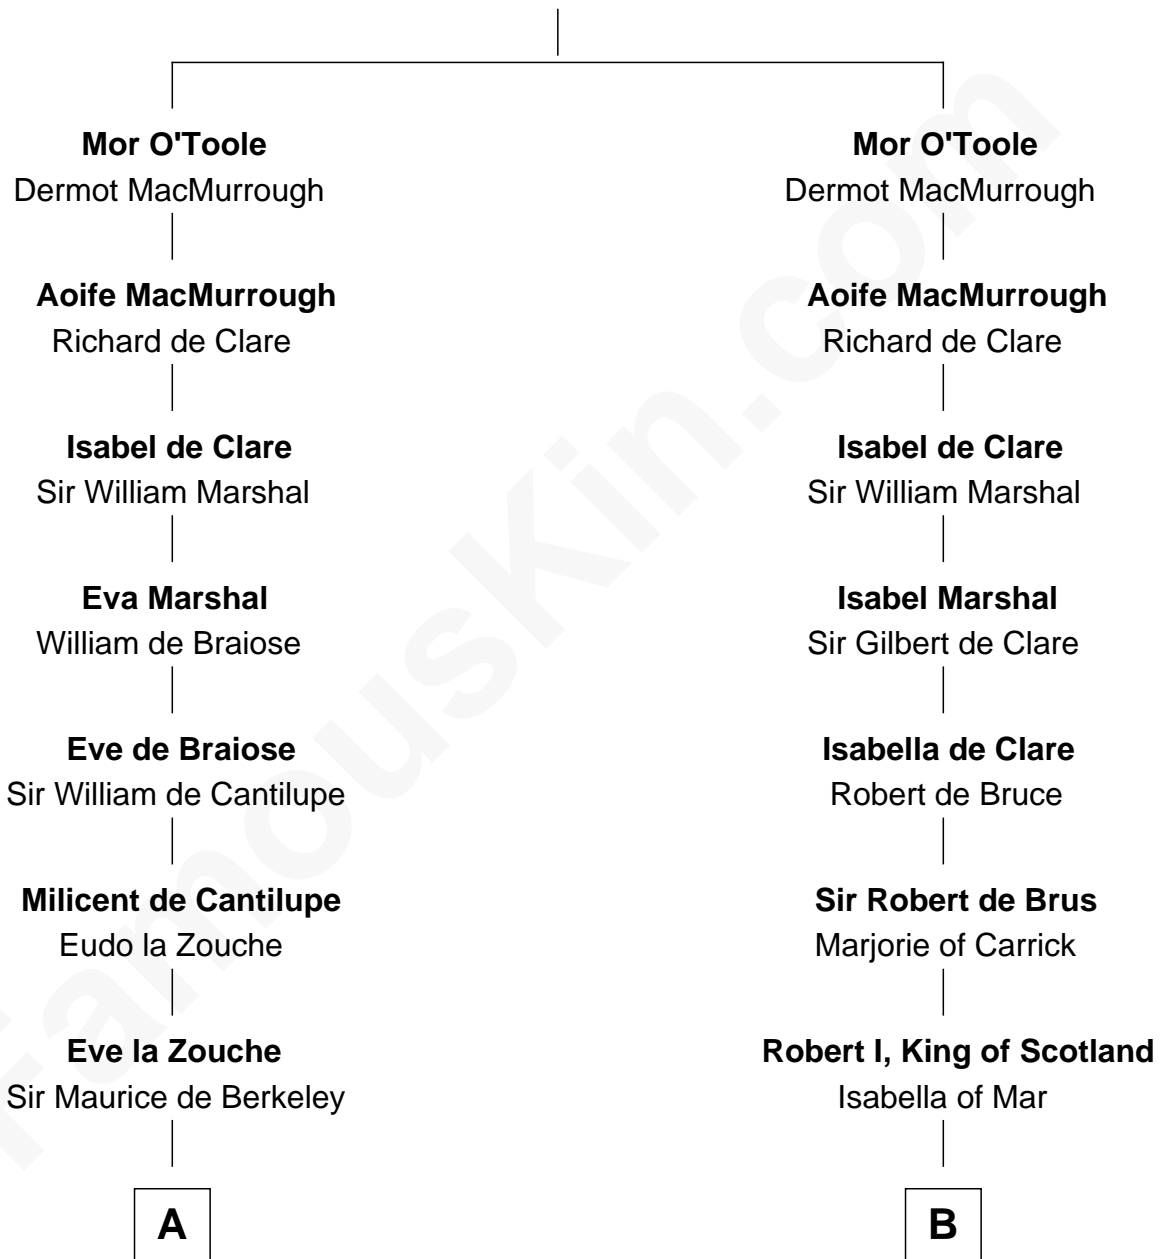 Mor O'Toole
Dermot MacMurrough
Aoife MacMurrough
Richard de Clare
Isabel de Clare
Sir William Marshal
Eva Marshal
William de Braiose
Eve de Braiose
Sir William de Cantilupe
Milicent de Cantilupe
Eudo la Zouche
Eve la Zouche
Sir Maurice de Berkeley
A
Mor O'Toole
Dermot MacMurrough
Aoife MacMurrough
Richard de Clare
Isabel de Clare
Sir William Marshal
Isabel Marshal
Sir Gilbert de Clare
Isabella de Clare
Robert de Bruce
Sir Robert de Brus
Marjorie of Carrick
Robert I, King of Scotland
Isabella of Mar
B
FamousKin.com